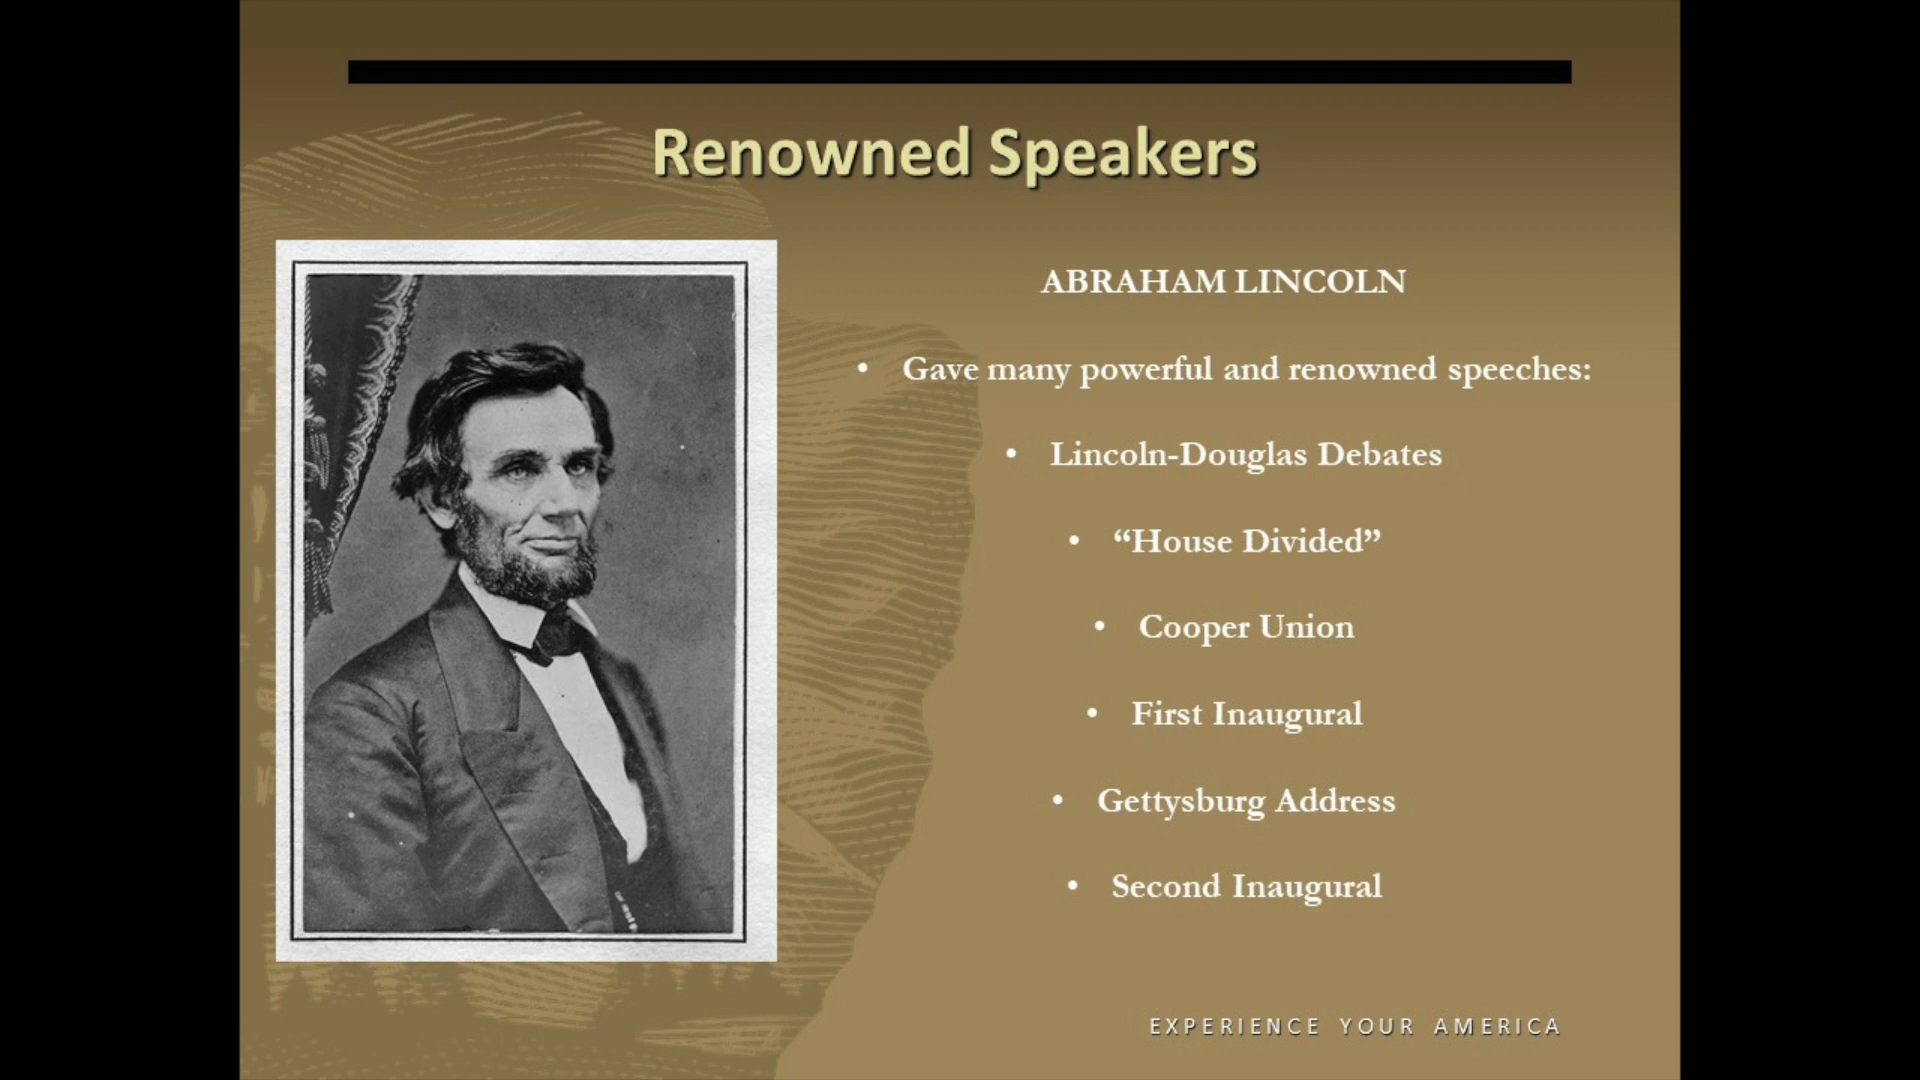 Renowned Speakers
ABRAHAM LINCOLN
• Gave many powerful and renowned speeches:
• Lincoln-Douglas Debates
• “House Divided”
• Cooper Union
• First Inaugural
• Gettysburg Address
• Second Inaugural
EXPERIENCE YOUR AMERICA